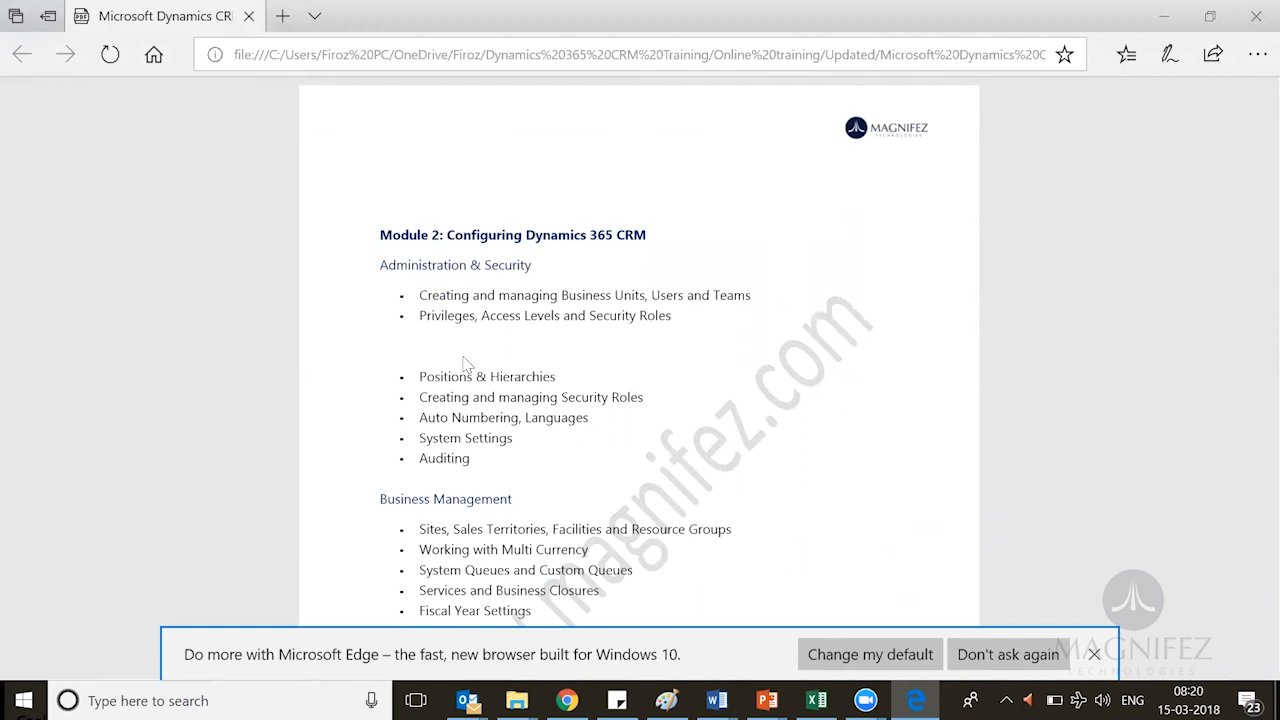 Microsoft Dynamics CR
file:///C:/Users/Firoz%20PC/OneDrive/Firoz/Dynamics%20365%20CRM%20Training/Online%20training/Updated/Microsoft%20Dynamics%20C
MAGNIFEZ
TECHNOLOGIES
Module 2: Configuring Dynamics 365 CRM
Administration & Security
▪ Creating and managing Business Units, Users and Teams
▪ Privileges, Access Levels and Security Roles
▪ Positions & Hierarchies
▪ Creating and managing Security Roles
▪ Auto Numbering, Languages
▪ System Settings
▪ Auditing
Business Management
▪ Sites, Sales Territories, Facilities and Resource Groups
▪ Working with Multi Currency
▪ System Queues and Custom Queues
▪ Services and Business Closures
▪ Fiscal Year Settings
magnifez.com
Do more with Microsoft Edge – the fast, new browser built for Windows 10.
Change my default
Don't ask again
MAGNIFEZ
TECHNOLOGIES
Type here to search
ENG
08:20
15-03-2018
23